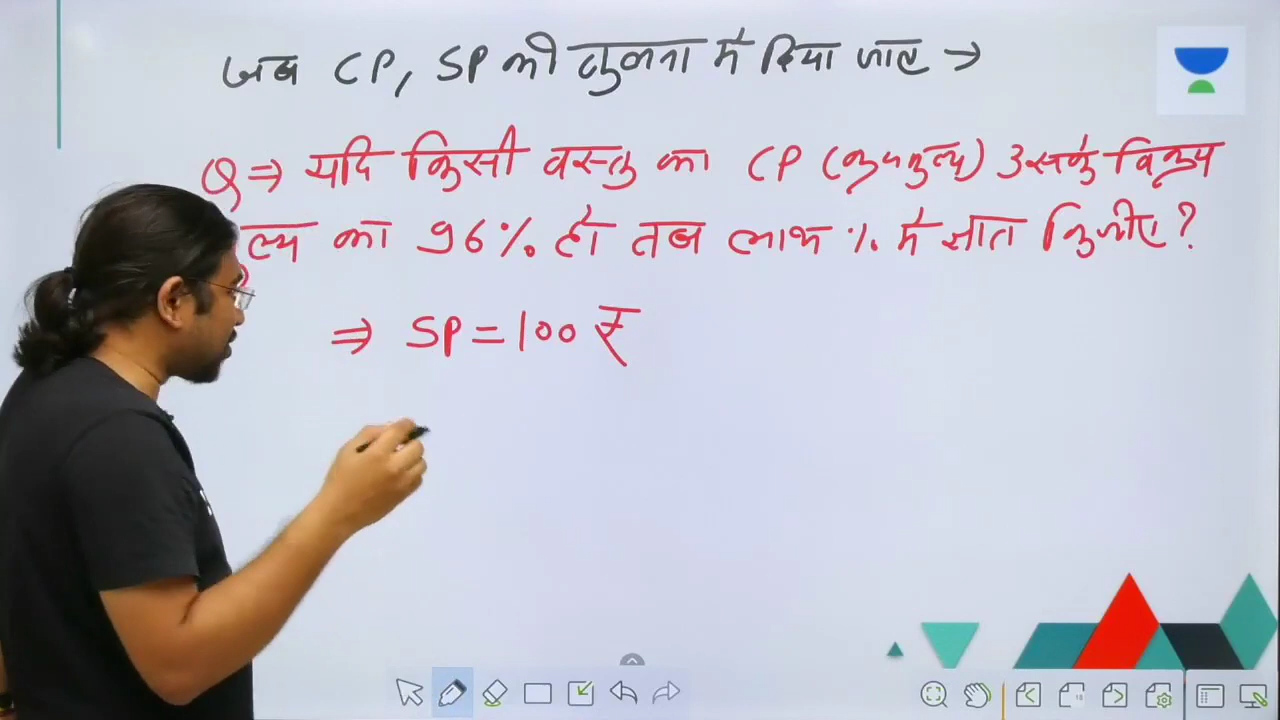 जब CP, SP की तुलना में दिया जाए →
Q ⇒ यदि किसी वस्तु का CP (क्रयमूल्य) उसके विक्रय
मूल्य का 96% हो तब लाभ % में ज्ञात कीजिए ?
⇒ SP = 100 ₹